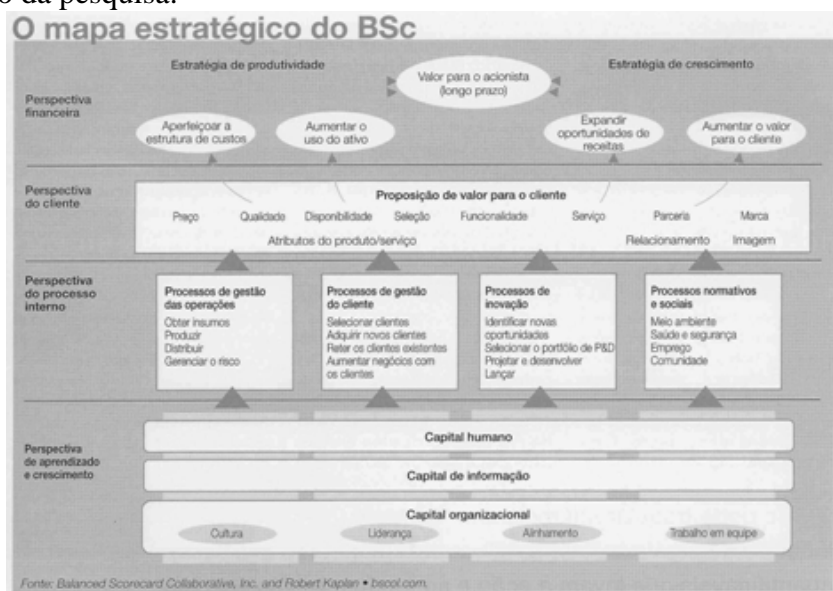 o da pesquisa.
O mapa estratégico do BSc
Estratégia de produtividade
Valor para o acionista
(longo prazo)
Estratégia de crescimento
Perspectiva
financeira
Aperfeiçoar a
estrutura de custos
Aumentar o
uso do ativo
Expandir
oportunidades de
receitas
Aumentar o valor
para o cliente
Perspectiva
do cliente
Proposição de valor para o cliente
Preço Qualidade Disponibilidade Seleção Funcionalidade Serviço Parceria Marca
Atributos do produto/serviço Relacionamento Imagem
Perspectiva
do processo
interno
Processos de gestão
das operações
Obter insumos
Produzir
Distribuir
Gerenciar o risco
Processos de gestão
do cliente
Selecionar clientes
Adquirir novos clientes
Reter os clientes existentes
Aumentar negócios com
os clientes
Processos de
inovação
Identificar novas
oportunidades
Selecionar o portfólio de P&D
Projetar e desenvolver
Lançar
Processos normativos
e sociais
Meio ambiente
Saúde e segurança
Emprego
Comunidade
Perspectiva
de aprendizado
e crescimento
Capital humano
Capital de informação
Capital organizacional
Cultura Liderança Alinhamento Trabalho em equipe
Fonte: Balanced Scorecard Collaborative, Inc. and Robert Kaplan • bscol.com.